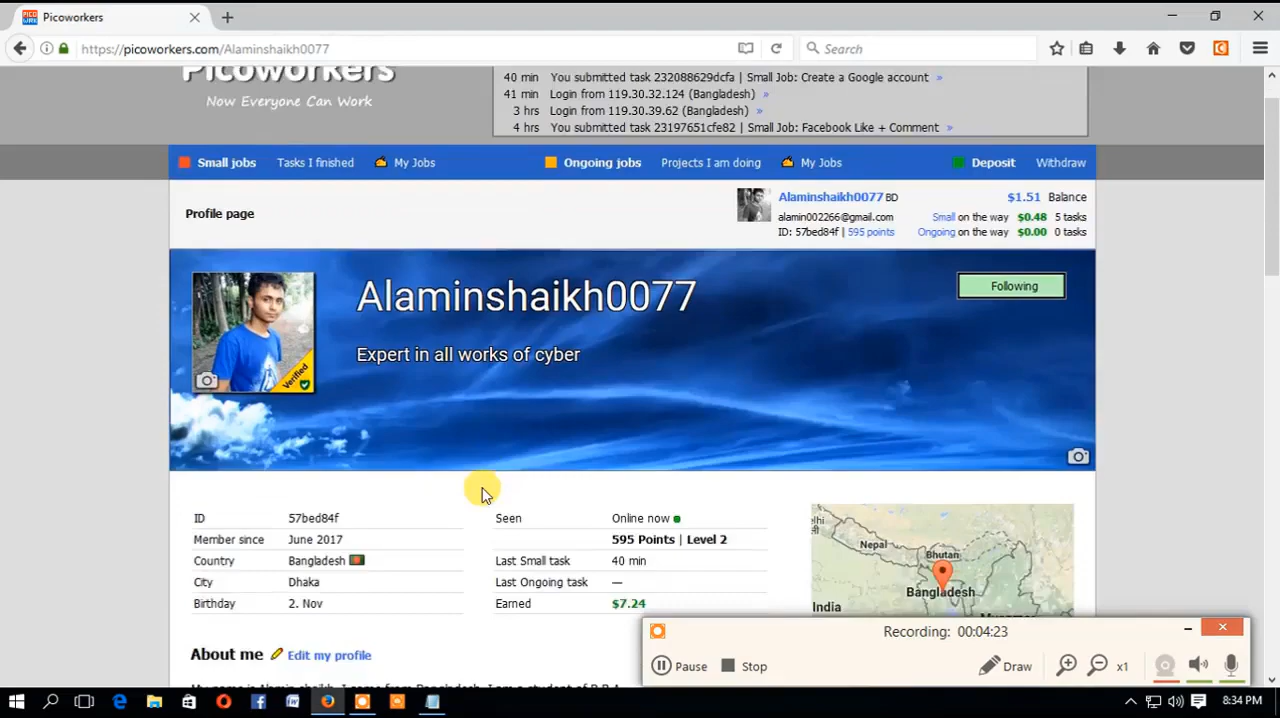 Picoworkers
https://picoworkers.com/Alaminshaikh0077
Search
Picoworkers
Now Everyone Can Work
40 min You submitted task 232088629dcfa | Small Job: Create a Google account »
41 min Login from 119.30.32.124 (Bangladesh) »
3 hrs Login from 119.30.39.62 (Bangladesh) »
4 hrs You submitted task 23197651cfe82 | Small Job: Facebook Like + Comment »
Small jobs Tasks I finished My Jobs Ongoing jobs Projects I am doing My Jobs Deposit Withdraw
Profile page
Alaminshaikh0077 BD $1.51 Balance
alamin002266@gmail.com Small on the way $0.48 5 tasks
ID: 57bed84f | 595 points Ongoing on the way $0.00 0 tasks
Alaminshaikh0077
Following
Expert in all works of cyber
Verified
ID 57bed84f Seen Online now
Member since June 2017 595 Points | Level 2
Country Bangladesh Last Small task 40 min
City Dhaka Last Ongoing task —
Birthday 2. Nov Earned $7.24
Nepal
Bhutan
Bangladesh
India
About me Edit my profile
Recording: 00:04:23
Pause Stop Draw x1
8:34 PM